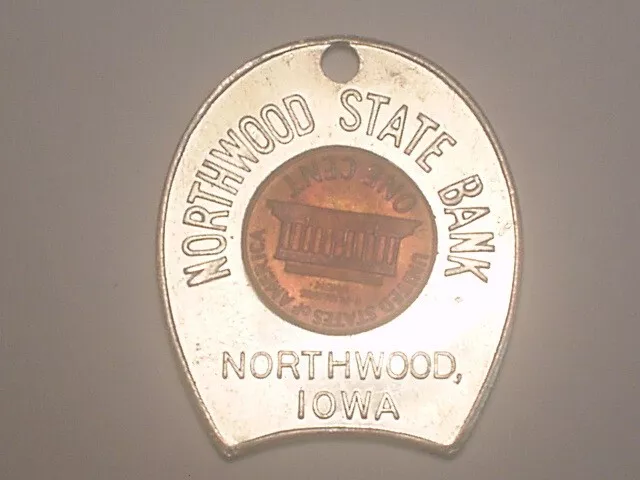 NORTHWOOD STATE BANK
ONE CENT
UNITED STATES OF AMERICA
NORTHWOOD,
IOWA